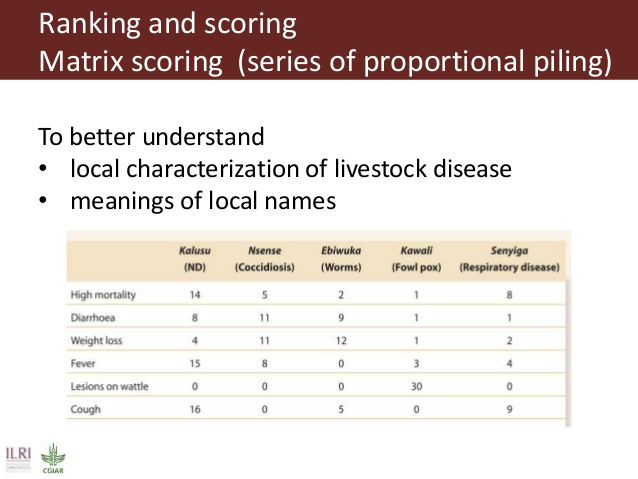 Ranking and scoring
Matrix scoring (series of proportional piling)
To better understand
• local characterization of livestock disease
• meanings of local names
Kalusu Nsense Ebiwuka Kawali Senyiga
(ND) (Coccidiosis) (Worms) (Fowl pox) (Respiratory disease)
High mortality 14 5 2 1 8
Diarrhoea 8 11 9 1 1
Weight loss 4 11 12 1 2
Fever 15 8 0 3 4
Lesions on wattle 0 0 0 30 0
Cough 16 0 5 0 9
ILRI
CGIAR